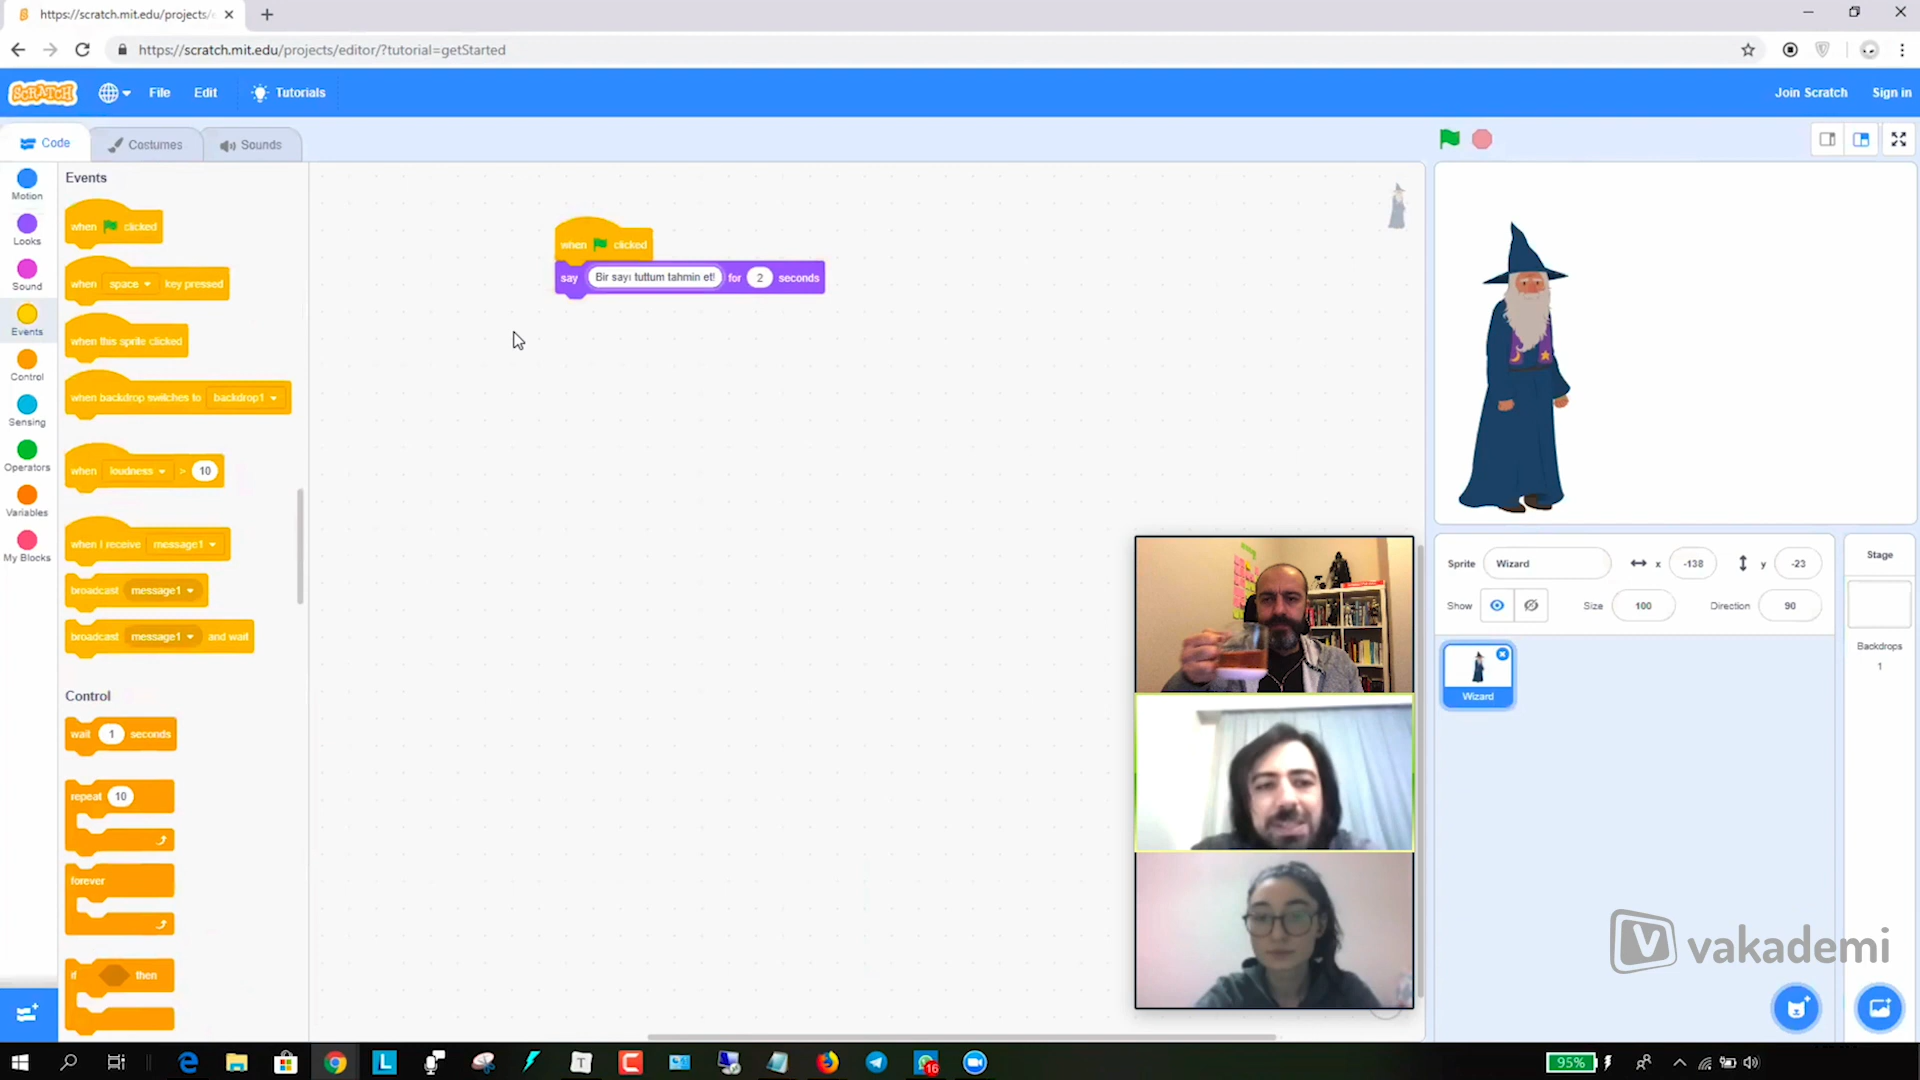 https://scratch.mit.edu/projects/
https://scratch.mit.edu/projects/editor/?tutorial=getStarted
SCRATCH File Edit Tutorials Join Scratch Sign in
Code Costumes Sounds
Motion
Looks
Sound
Events
Control
Sensing
Operators
Variables
My Blocks
Events
when clicked
when space key pressed
when this sprite clicked
when backdrop switches to backdrop1
when loudness > 10
when I receive message1
broadcast message1
broadcast message1 and wait
Control
wait 1 seconds
repeat 10
forever
if then
when clicked
say Bir sayı tuttum tahmin et! for 2 seconds
Sprite Wizard x -138 y -23
Show Size 100 Direction 90
Wizard
Stage
Backdrops
1
vakademi
L T C 16 95%